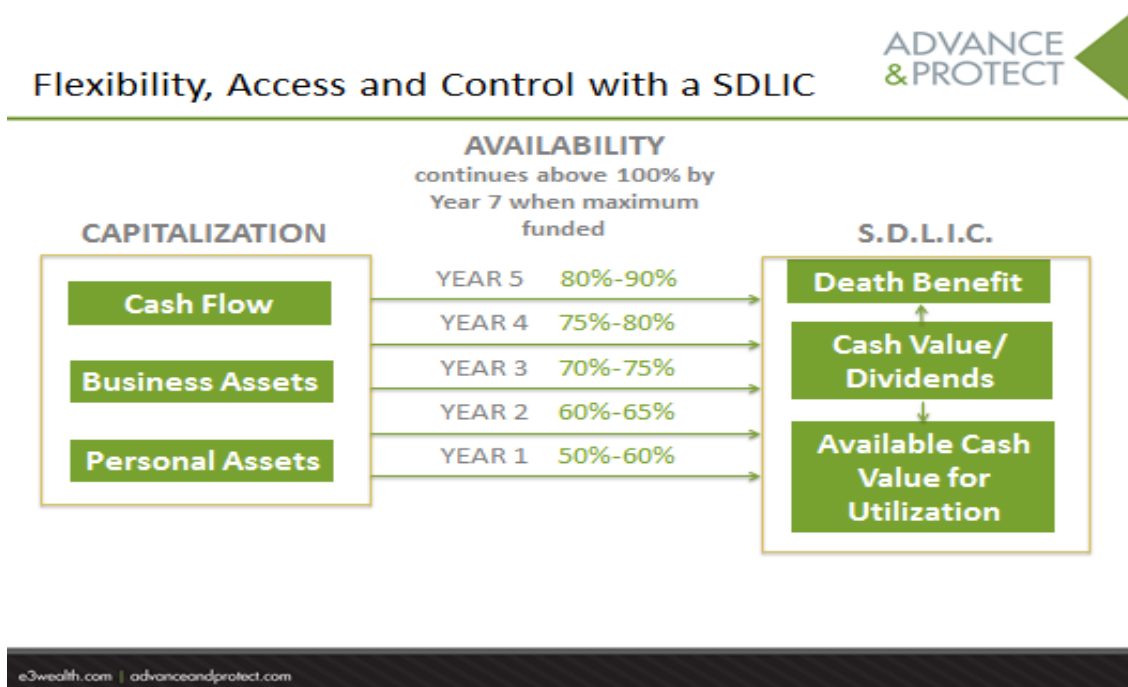 ADVANCE
&PROTECT
Flexibility, Access and Control with a SDLIC
AVAILABILITY
continues above 100% by
Year 7 when maximum
funded
CAPITALIZATION
Cash Flow
Business Assets
Personal Assets
YEAR 5 80%-90%
YEAR 4 75%-80%
YEAR 3 70%-75%
YEAR 2 60%-65%
YEAR 1 50%-60%
S.D.L.I.C.
Death Benefit
Cash Value/
Dividends
Available Cash
Value for
Utilization
e3wealth.com | advanceandprotect.com